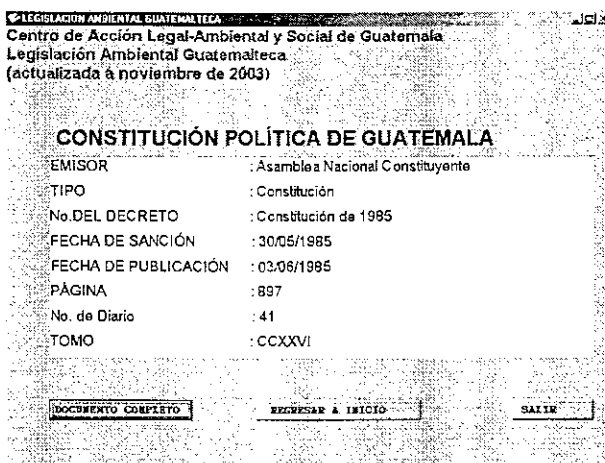 LEGISLACION AMBIENTAL GUATEMALTECA
Centro de Acción Legal-Ambiental y Social de Guatemala
Legislación Ambiental Guatemalteca
(actualizada a noviembre de 2003)
CONSTITUCIÓN POLÍTICA DE GUATEMALA
EMISOR : Asamblea Nacional Constituyente
TIPO : Constitución
No.DEL DECRETO : Constitución de 1985
FECHA DE SANCIÓN : 30/05/1985
FECHA DE PUBLICACIÓN : 03/06/1985
PÁGINA : 897
No. de Diario : 41
TOMO : CCXXVI
DOCUMENTO COMPLETO REGRESAR A INICIO SALIR